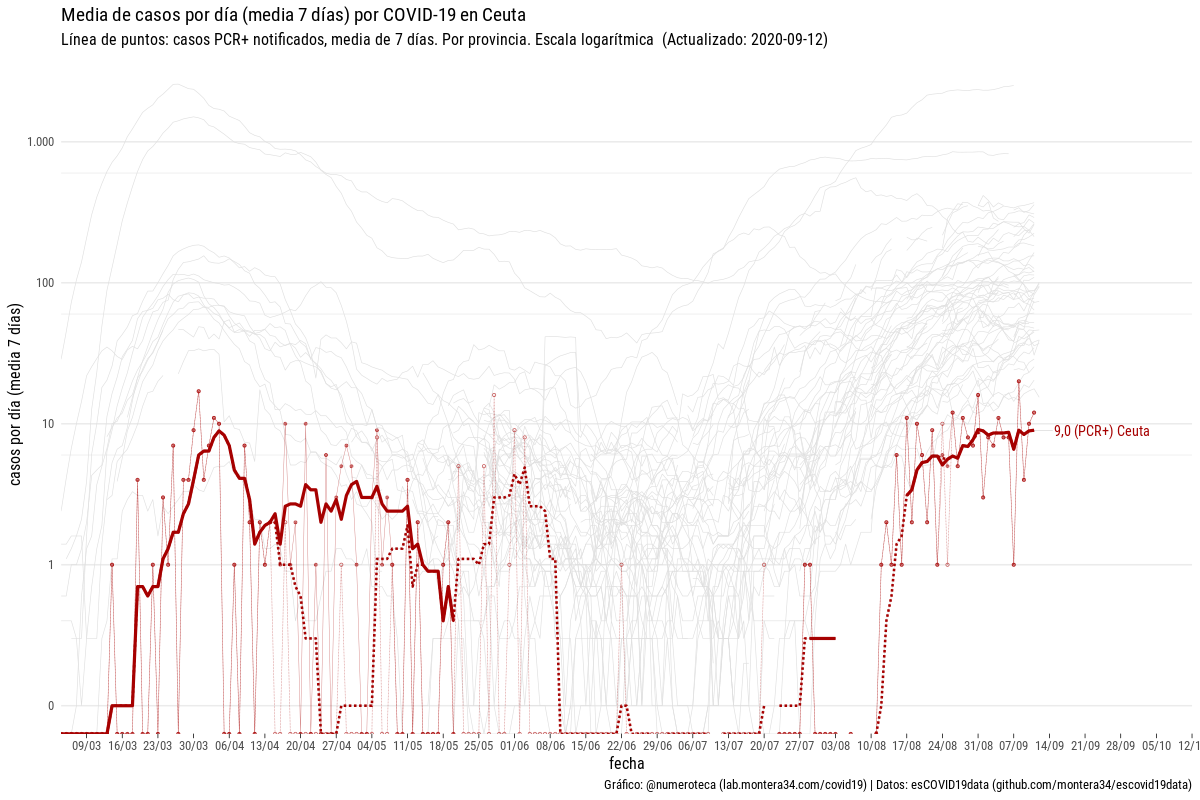 Media de casos por día (media 7 días) por COVID-19 en Ceuta
Línea de puntos: casos PCR+ notificados, media de 7 días. Por provincia. Escala logarítmica (Actualizado: 2020-09-12)
casos por día (media 7 días)
1.000
100
10
1
0
9,0 (PCR+) Ceuta
09/03 16/03 23/03 30/03 06/04 13/04 20/04 27/04 04/05 11/05 18/05 25/05 01/06 08/06 15/06 22/06 29/06 06/07 13/07 20/07 27/07 03/08 10/08 17/08 24/08 31/08 07/09 14/09 21/09 28/09 05/10 12/1
fecha
Gráfico: @numeroteca (lab.montera34.com/covid19) | Datos: esCOVID19data (github.com/montera34/escovid19data)